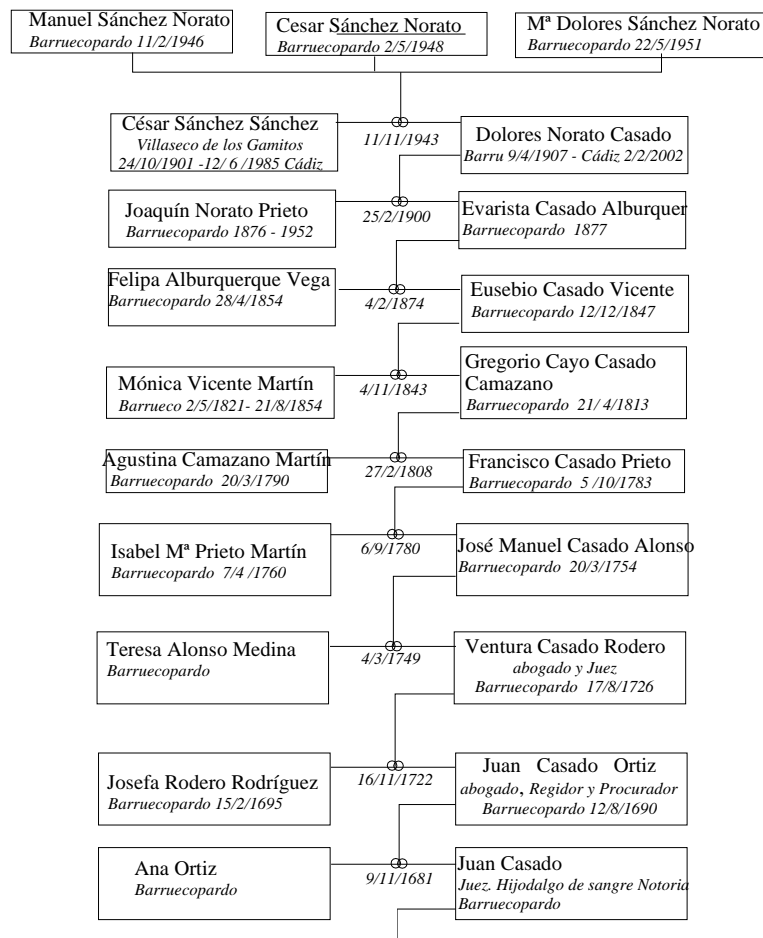 Manuel Sánchez Norato
Barruecopardo 11/2/1946
Cesar Sánchez Norato
Barruecopardo 2/5/1948
Mª Dolores Sánchez Norato
Barruecopardo 22/5/1951
César Sánchez Sánchez
Villaseco de los Gamitos
24/10/1901 -12/ 6 /1985 Cádiz
11/11/1943
Dolores Norato Casado
Barru 9/4/1907 - Cádiz 2/2/2002
Joaquín Norato Prieto
Barruecopardo 1876 - 1952
25/2/1900
Evarista Casado Alburquer
Barruecopardo 1877
Felipa Alburquerque Vega
Barruecopardo 28/4/1854
4/2/1874
Eusebio Casado Vicente
Barruecopardo 12/12/1847
Mónica Vicente Martín
Barrueco 2/5/1821- 21/8/1854
4/11/1843
Gregorio Cayo Casado
Camazano
Barruecopardo 21/ 4/1813
Agustina Camazano Martín
Barruecopardo 20/3/1790
27/2/1808
Francisco Casado Prieto
Barruecopardo 5 /10/1783
Isabel Mª Prieto Martín
Barruecopardo 7/4 /1760
6/9/1780
José Manuel Casado Alonso
Barruecopardo 20/3/1754
Teresa Alonso Medina
Barruecopardo
4/3/1749
Ventura Casado Rodero
abogado y Juez
Barruecopardo 17/8/1726
Josefa Rodero Rodríguez
Barruecopardo 15/2/1695
16/11/1722
Juan Casado Ortiz
abogado, Regidor y Procurador
Barruecopardo 12/8/1690
Ana Ortiz
Barruecopardo
9/11/1681
Juan Casado
Juez. Hijodalgo de sangre Notoria
Barruecopardo